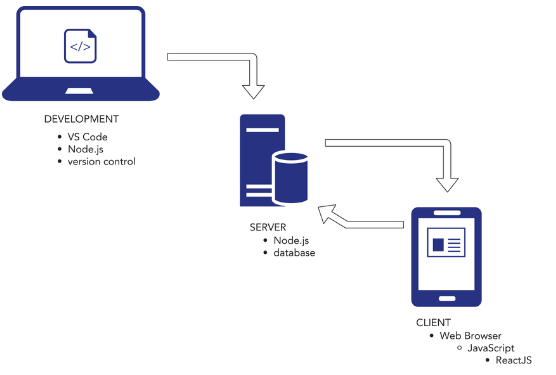 </>
DEVELOPMENT
• VS Code
• Node.js
• version control
SERVER
• Node.js
• database
CLIENT
• Web Browser
○ JavaScript
• ReactJS